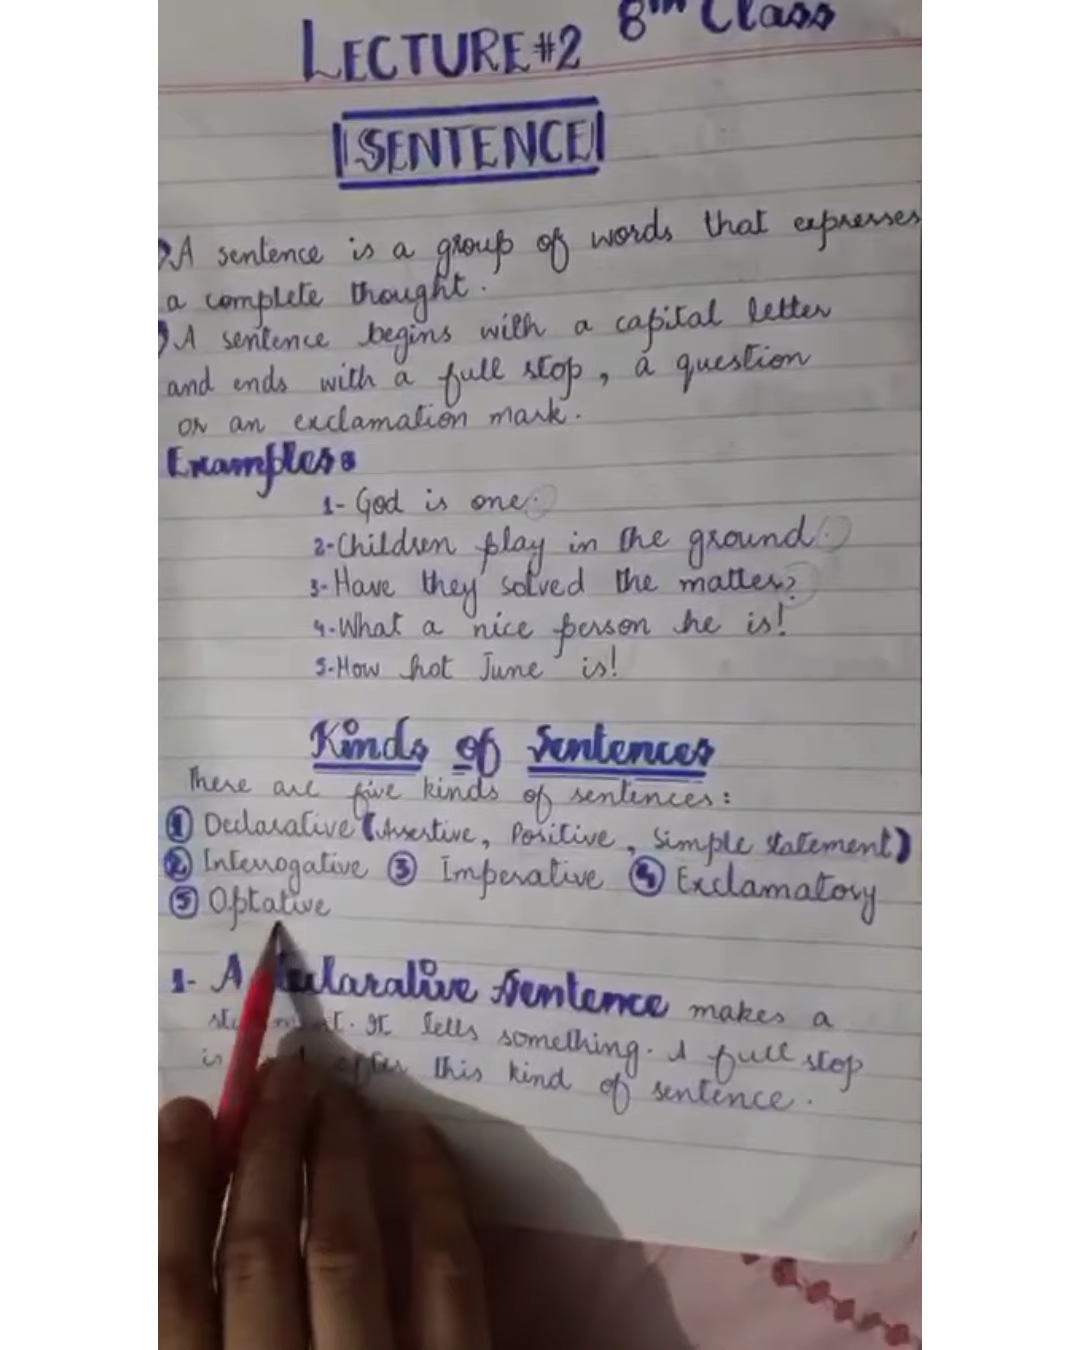 LECTURE#2 8th Class
SENTENCE
A sentence is a group of words that expresses
a complete thought.
A sentence begins with a capital letter
and ends with a full stop, a question
or an exclamation mark.
Examples:
1- God is one.
2- Children play in the ground.
3- Have they solved the matter?
4- What a nice person he is!
5- How hot June is!
Kinds of Sentences
There are five kinds of sentences:
1 Declarative (Assertive, Positive, Simple statement)
2 Interrogative 3 Imperative 4 Exclamatory
5 Optative
1- A Declarative Sentence makes a
It tells something. A full stop
is this kind of sentence.